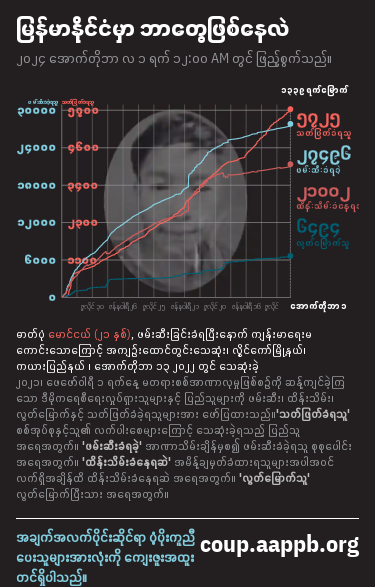 မြန်မာနိုင်ငံမှာ ဘာတွေဖြစ်နေလဲ
၂၀၂၄ အောက်တိုဘာ လ ၁ ရက် ၁၂:၀၀ AM တွင် ဖြည့်စွက်သည်။
၁၃၃၉ ရက်မြောက်
ဖမ်းဆီးခံရသူ သတ်ဖြတ်ခံရသူ
၃၀၀၀၀ ၅၇၀၀
၅၇၂၅
သတ်ဖြတ်ခံရသူ
၂၇၄၉၆
ဖမ်းဆီးခံရခဲ့
၂၄၀၀၀ ၄၆၀၀
၁၈၀၀၀ ၃၄၀၀
၂၁၀၀၂
ထိန်းသိမ်းခံနေရဆဲ
၁၂၀၀၀ ၂၃၀၀
၆၄၉၄
လွတ်မြောက်သူ
၆၀၀၀ ၁၁၀၀
၀
အောက်တိုဘာ ၁
ဓာတ်ပုံ မောင်ငယ် (၂၁ နှစ်), ဖမ်းဆီးခြင်းခံရပြီးနောက် ကျန်းမာရေးမ
ကောင်းသောကြောင့် အကျဉ်းထောင်တွင်းသေဆုံး၊ လွိုင်ကော်မြို့နယ်၊
ကယားပြည်နယ် ၊ အောက်တိုဘာ ၁၃ ၂၀၂၂ တွင် သေဆုံး
၂၀၂၁၊ ဖေဖော်ဝါရီ ၁ ရက်နေ့ မတရားစစ်အာဏာလုမှုဖြစ်စဥ်ကို ဆန့်ကျင်ခဲ့ကြ
သော ဒီမိုကရေစီရေးလှုပ်ရှားသူများနှင့် ပြည်သူများကို ဖမ်းဆီး၊ ထိန်းသိမ်း၊
လွတ်မြောက်နှင့် သတ်ဖြတ်ခံခဲ့ရသူများအား ဖော်ပြထားသည်။'သတ်ဖြတ်ခံရသူ'
စစ်အုပ်စုနှင့်သူ၏ လက်ပါးစေများကြောင့် သေဆုံးခဲ့ရသည့် ပြည်သူ
အရေအတွက်။ 'ဖမ်းဆီးခံရခဲ့' အာဏာသိမ်းချိန်မှစ၍ ဖမ်းဆီးခံခဲ့ရသူ စုစုပေါင်း
အရေအတွက်။ 'ထိန်းသိမ်းခံနေရဆဲ' အမိန့်ချမှတ်ခံထားရသူများအပါအဝင်
လက်ရှိအချိန်ထိ ထိန်းသိမ်းခံနေရဆဲ အရေအတွက်။ 'လွတ်မြောက်သူ'
လွတ်မြောက်ပြီးသား အရေအတွက်။
အချက်အလက်ပိုင်းဆိုင်ရာ ပံ့ပိုးကူညီ
ပေးသူများအားလုံးကို ကျေးဇူးအထူး
တင်ရှိပါသည်။
coup.aappb.org